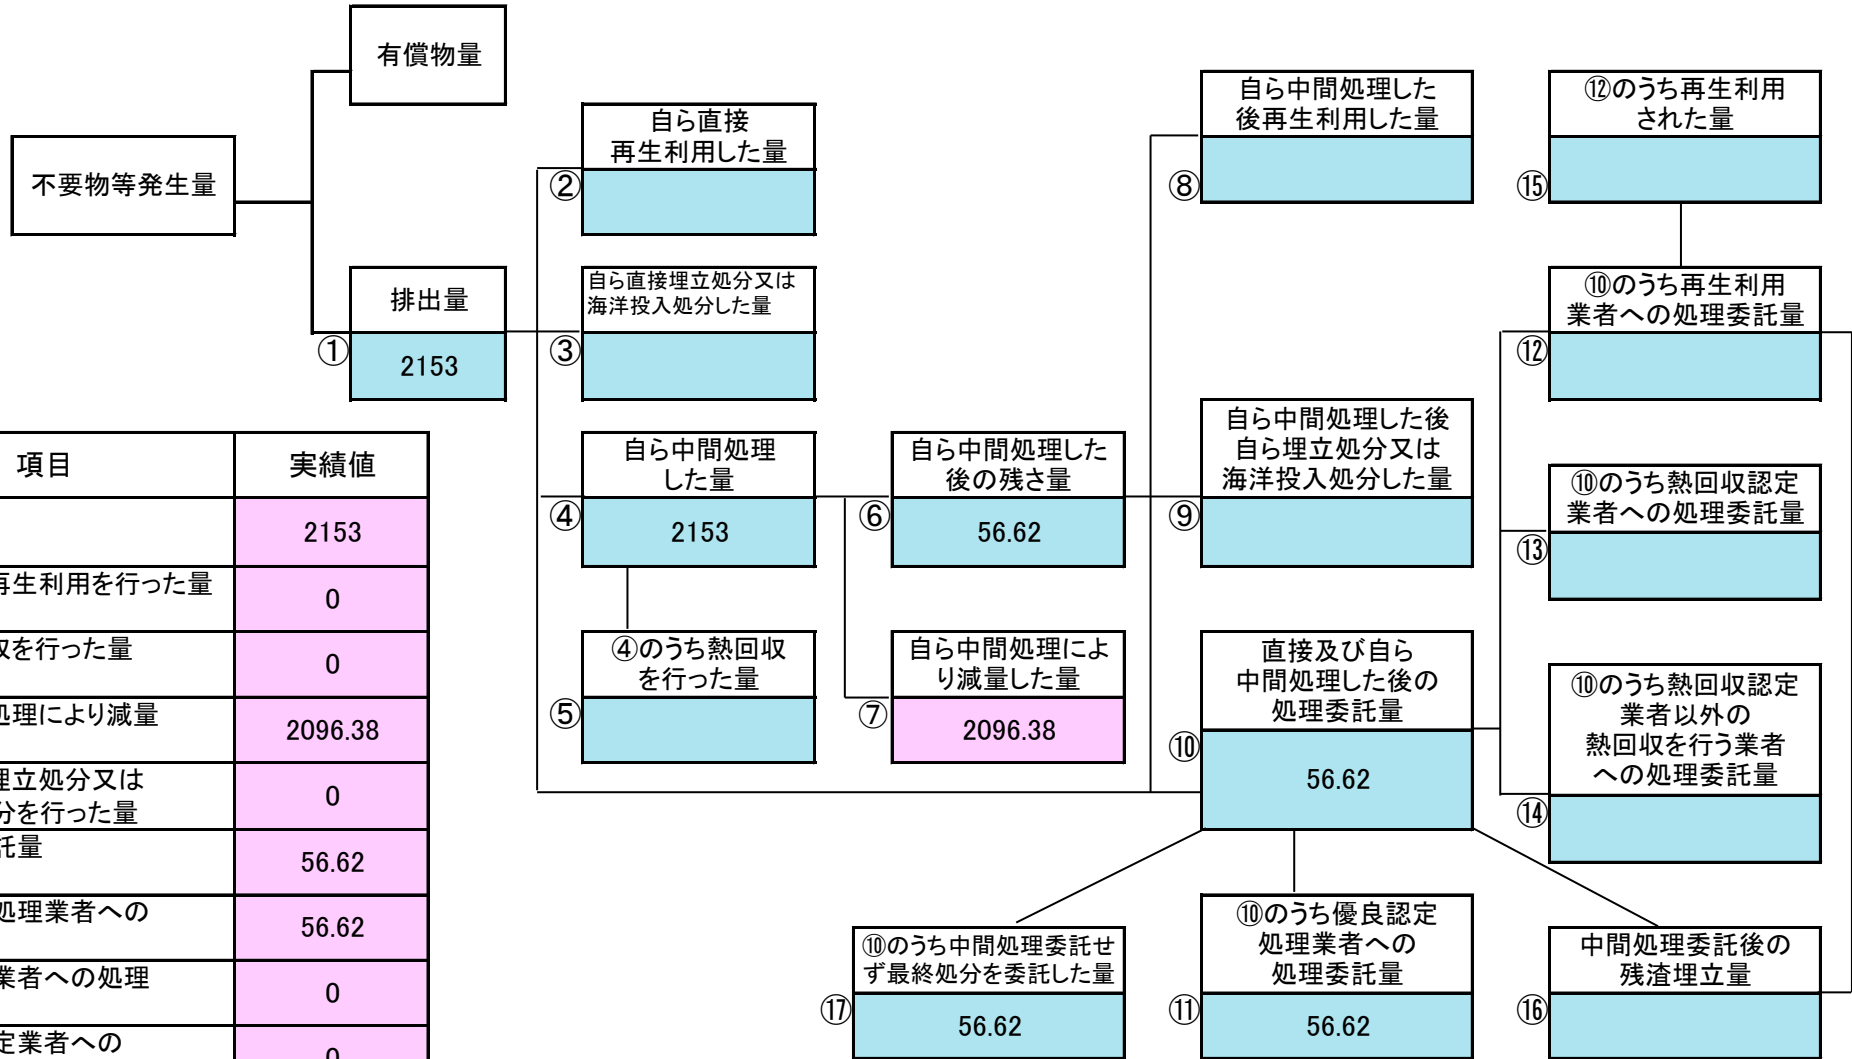 有償物量
不要物等発生量
排出量
①
2153
自ら直接
再生利用した量
②
自ら直接埋立処分又は
海洋投入処分した量
③
自ら中間処理
した量
④
2153
④のうち熱回収
を行った量
⑤
自ら中間処理した
後の残さ量
⑥
56.62
自ら中間処理によ
り減量した量
⑦
2096.38
自ら中間処理した
後再生利用した量
⑧
自ら中間処理した後
自ら埋立処分又は
海洋投入処分した量
⑨
直接及び自ら
中間処理した後の
処理委託量
⑩
56.62
⑫のうち再生利用
された量
⑮
⑩のうち再生利用
業者への処理委託量
⑫
⑩のうち熱回収認定
業者への処理委託量
⑬
⑩のうち熱回収認定
業者以外の
熱回収を行う業者
への処理委託量
⑭
⑩のうち中間処理委託せ
ず最終処分を委託した量
⑰
56.62
⑩のうち優良認定
処理業者への
処理委託量
⑪
56.62
中間処理委託後の
残渣埋立量
⑯
項目
実績値
2153
再生利用を行った量
0
を行った量
0
処理により減量
2096.38
埋立処分又は
分を行った量
0
託量
56.62
処理業者への
56.62
業者への処理
0
定業者への
0